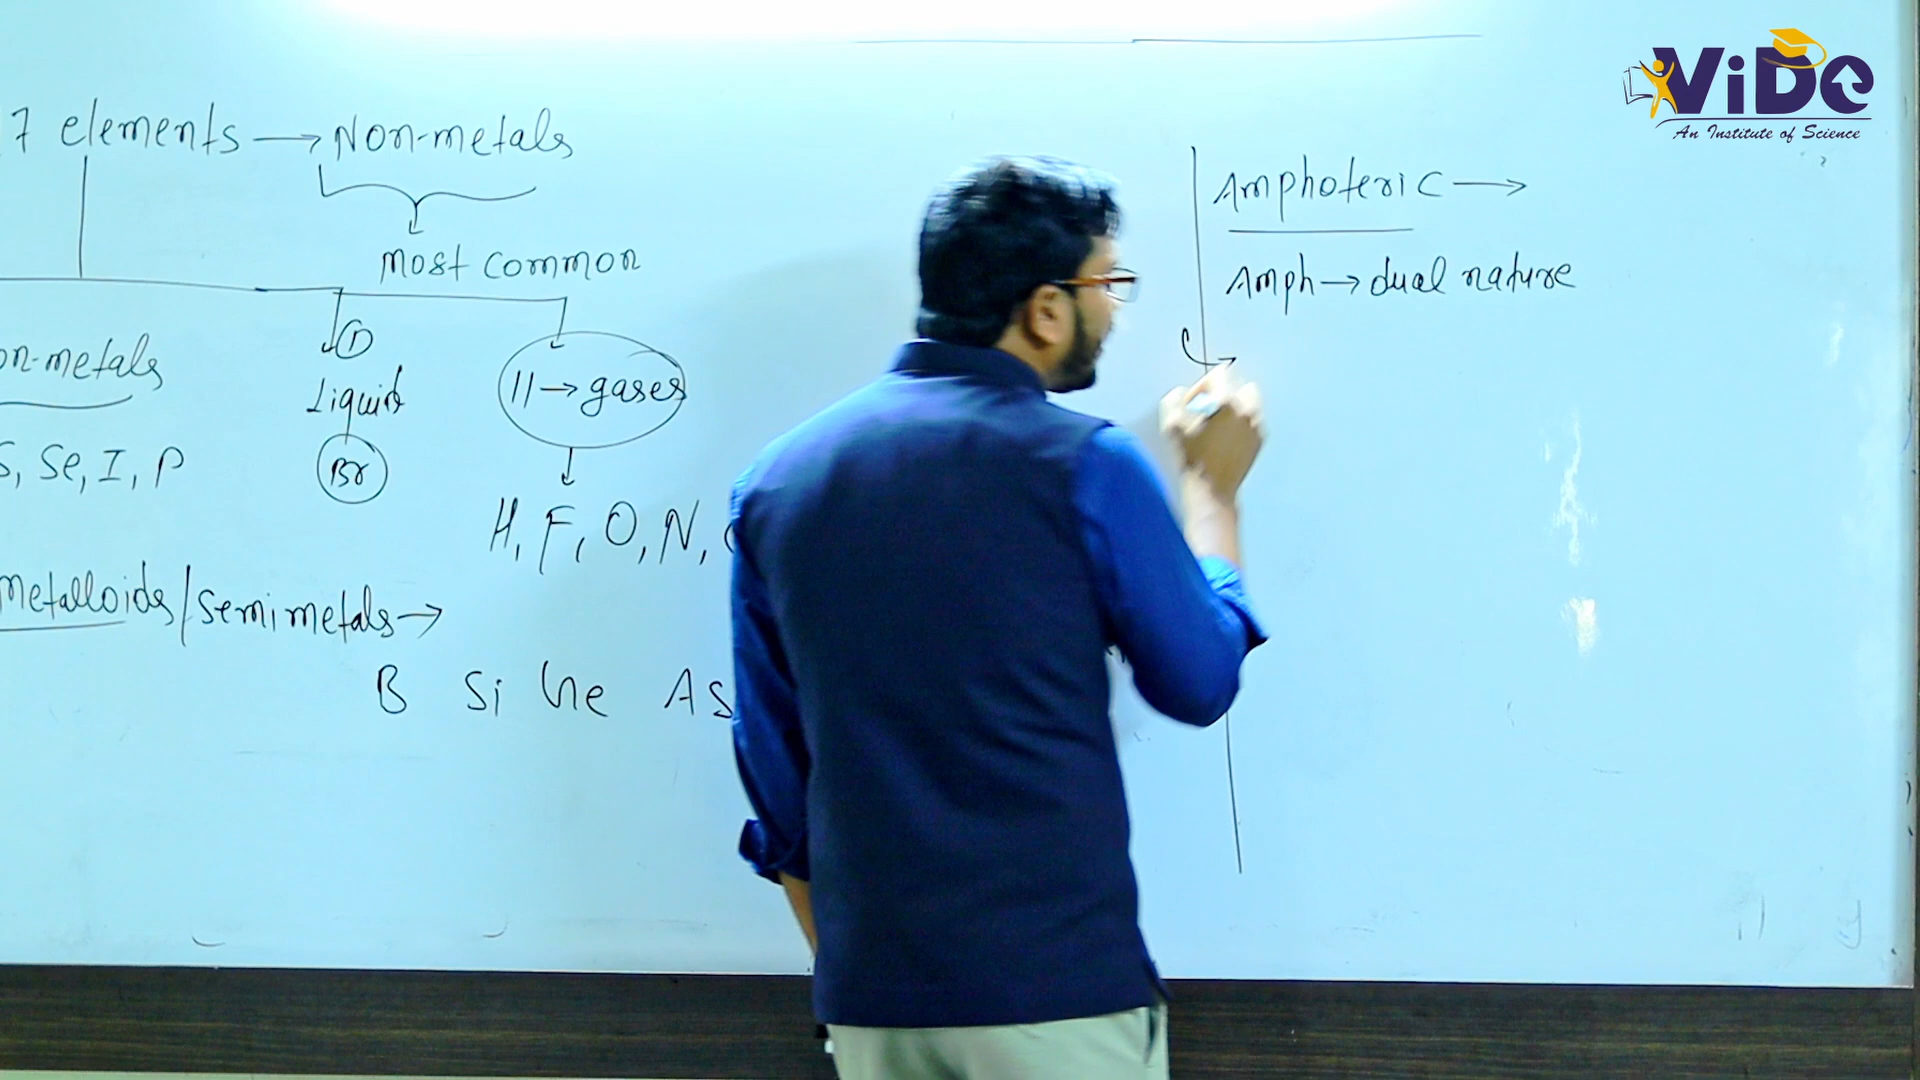 7 elements → Non-metals
most common
on-metals
1
Liquid
11 → gases
S, Se, I, P
Br
H, F, O, N,
metalloids/semimetals →
B Si Ge As
Amphoteric →
Amph → dual nature
ViDe
An Institute of Science